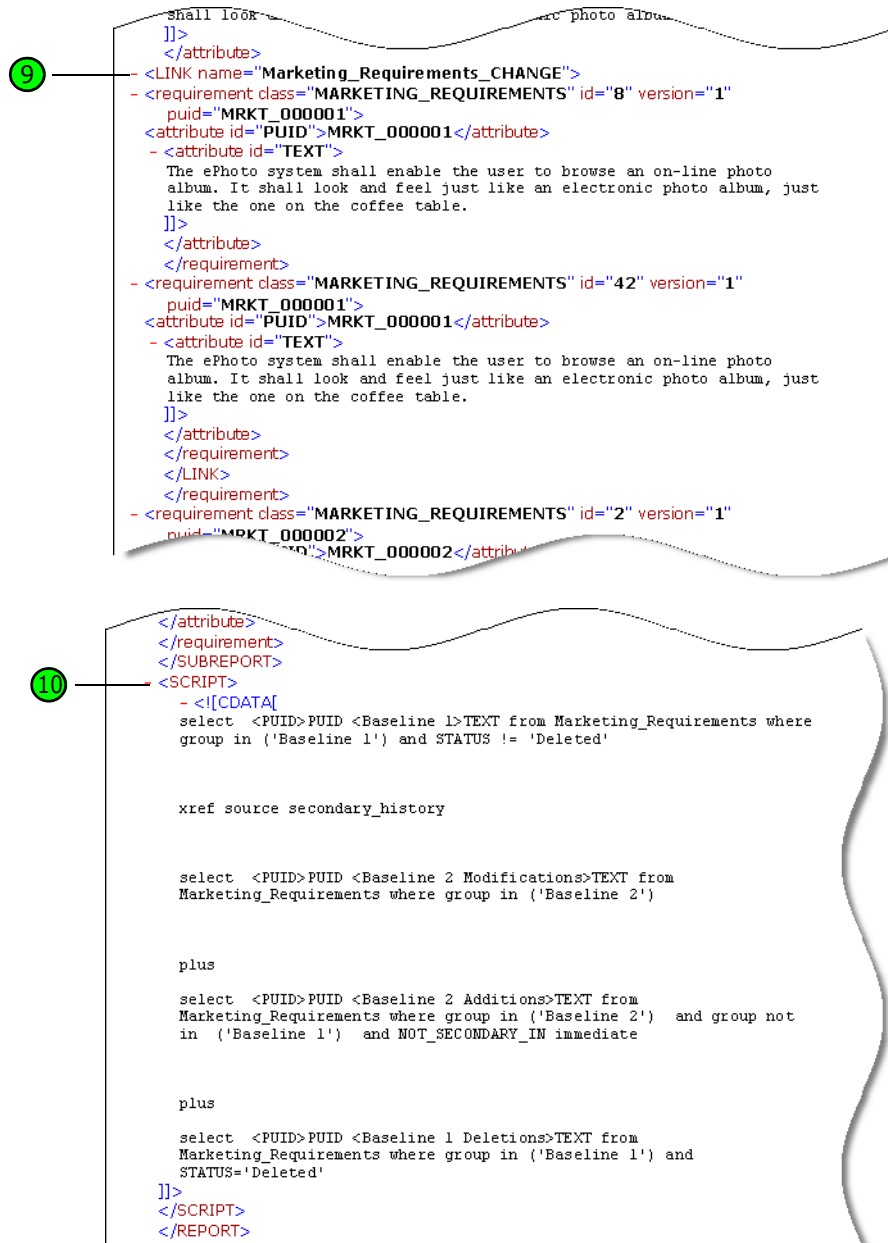 shall look
photo
]]>
</attribute>
9
- <LINK name="Marketing_Requirements_CHANGE">
- <requirement class="MARKETING_REQUIREMENTS" id="8" version="1"
puid="MRKT_000001">
<attribute id="PUID">MRKT_000001</attribute>
- <attribute id="TEXT">
The ePhoto system shall enable the user to browse an on-line photo
album. It shall look and feel just like an electronic photo album, just
like the one on the coffee table.
]]>
</attribute>
</requirement>
- <requirement class="MARKETING_REQUIREMENTS" id="42" version="1"
puid="MRKT_000001">
<attribute id="PUID">MRKT_000001</attribute>
- <attribute id="TEXT">
The ePhoto system shall enable the user to browse an on-line photo
album. It shall look and feel just like an electronic photo album, just
like the one on the coffee table.
]]>
</attribute>
</requirement>
</LINK>
</requirement>
- <requirement class="MARKETING_REQUIREMENTS" id="2" version="1"
puid="MRKT_000002">
">MRKT_000002</attribu
</attribute>
</requirement>
</SUBREPORT>
10
- <SCRIPT>
- <![CDATA[
select <PUID>PUID <Baseline 1>TEXT from Marketing_Requirements where
group in ('Baseline 1') and STATUS != 'Deleted'
xref source secondary_history
select <PUID>PUID <Baseline 2 Modifications>TEXT from
Marketing_Requirements where group in ('Baseline 2')
plus
select <PUID>PUID <Baseline 2 Additions>TEXT from
Marketing_Requirements where group in ('Baseline 2') and group not
in ('Baseline 1') and NOT_SECONDARY_IN immediate
plus
select <PUID>PUID <Baseline 1 Deletions>TEXT from
Marketing_Requirements where group in ('Baseline 1') and
STATUS='Deleted'
]]>
</SCRIPT>
</REPORT>